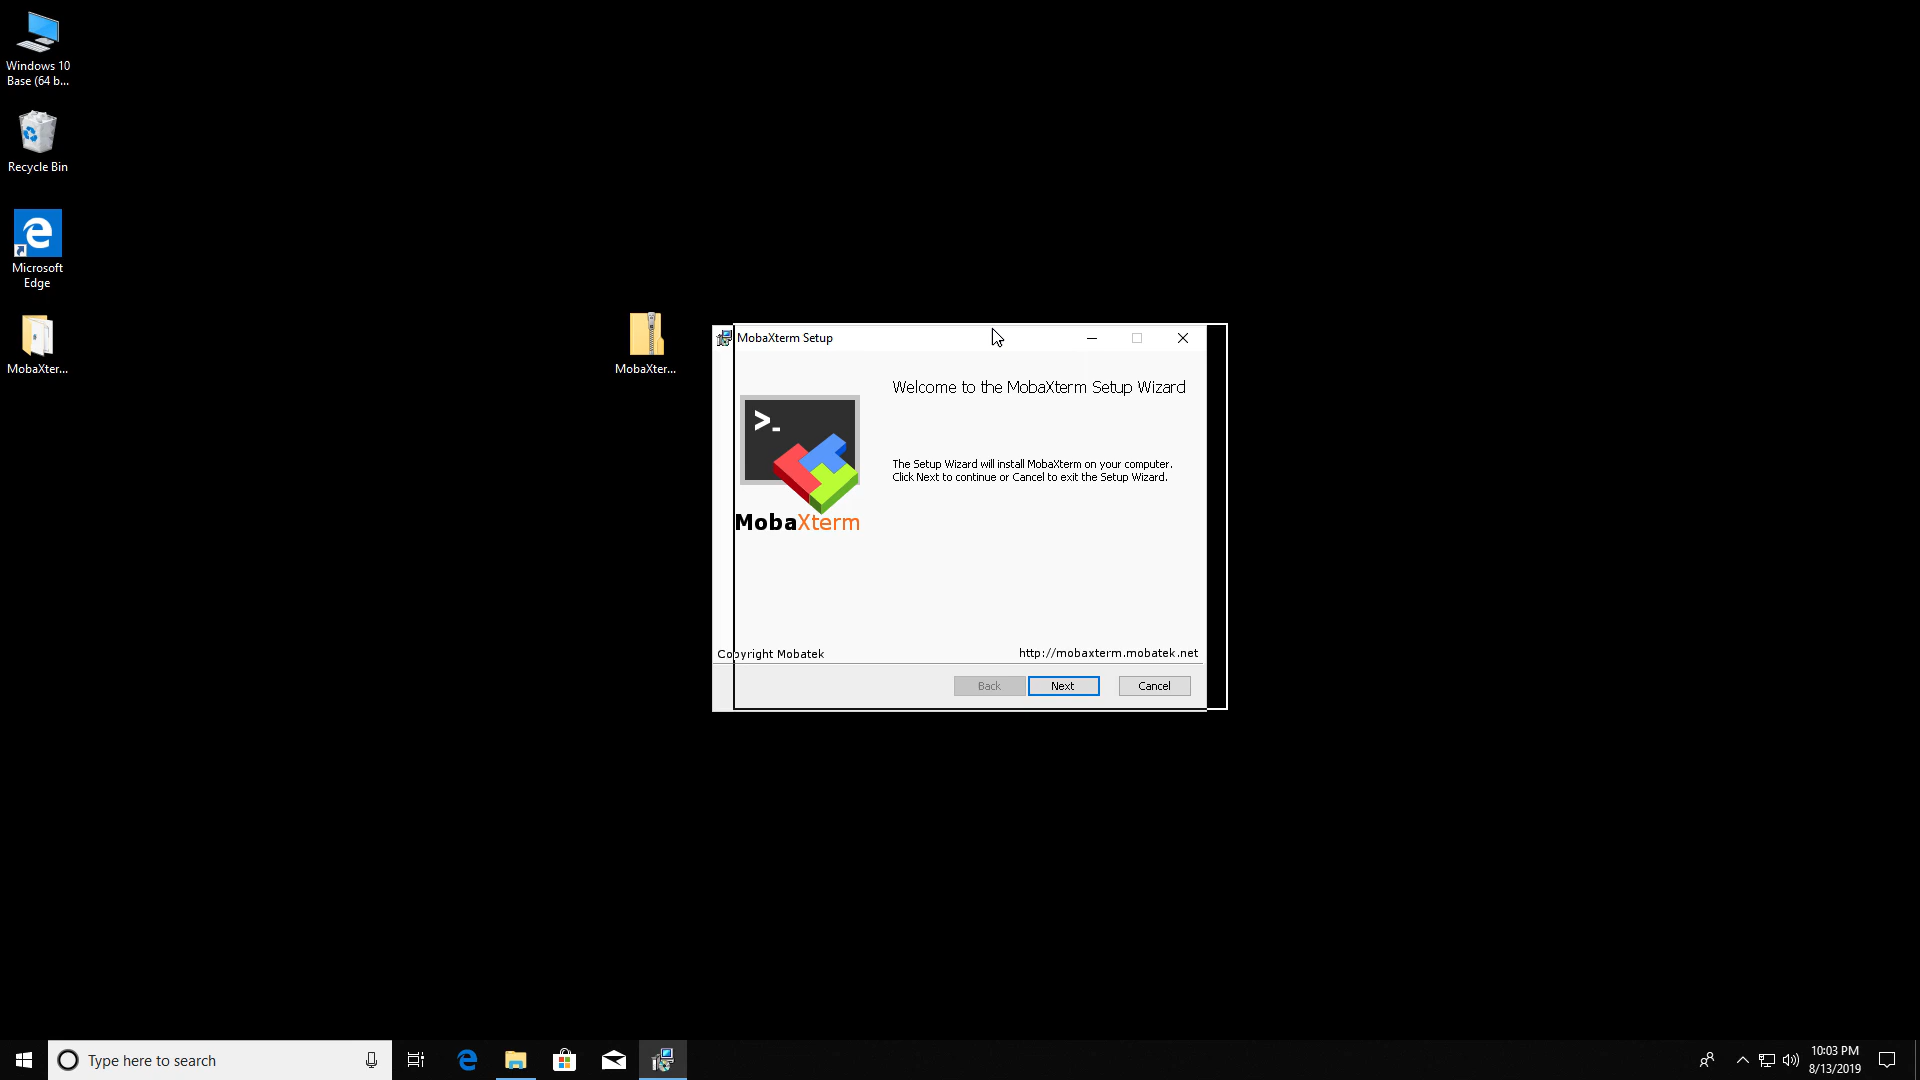 Windows 10
Base (64 b...
Recycle Bin
Microsoft
Edge
MobaXter...
MobaXter...
MobaXterm Setup
Welcome to the MobaXterm Setup Wizard
>_
The Setup Wizard will install MobaXterm on your computer.
Click Next to continue or Cancel to exit the Setup Wizard.
MobaXterm
Copyright Mobatek
http://mobaxterm.mobatek.net
Back
Next
Cancel
Type here to search
10:03 PM
8/13/2019